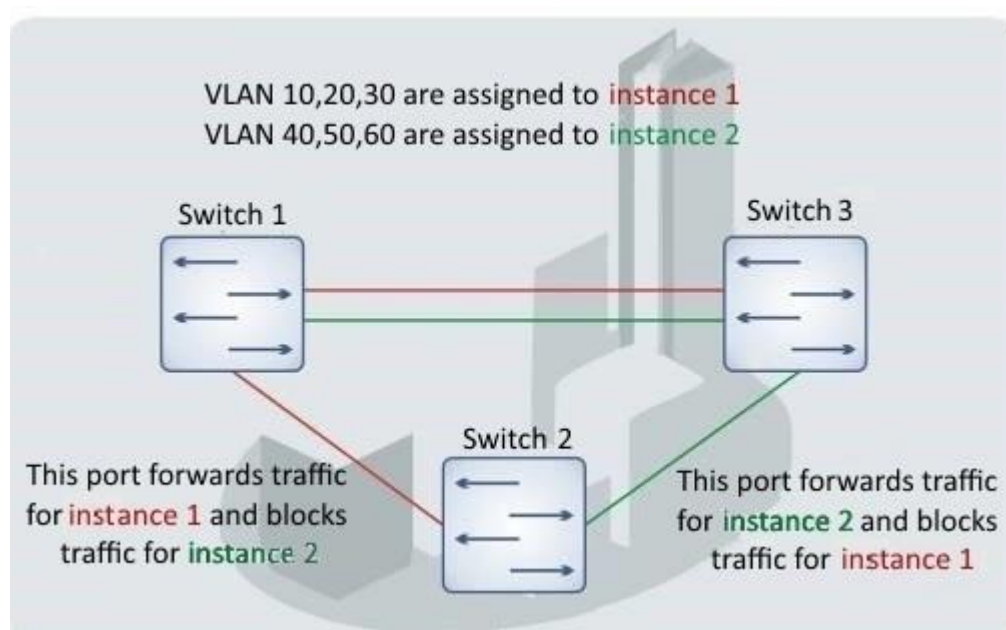 VLAN 10,20,30 are assigned to instance 1
VLAN 40,50,60 are assigned to instance 2
Switch 1
Switch 3
Switch 2
This port forwards traffic
for instance 1 and blocks
traffic for instance 2
This port forwards traffic
for instance 2 and blocks
traffic for instance 1